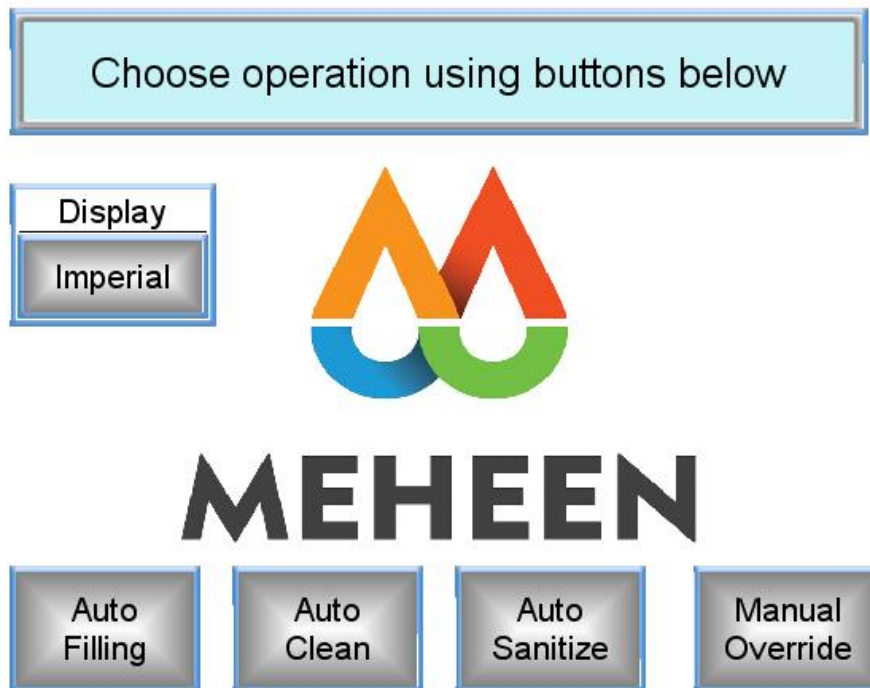 Choose operation using buttons below
Display
Imperial
MEHEEN
Auto
Filling
Auto
Clean
Auto
Sanitize
Manual
Override